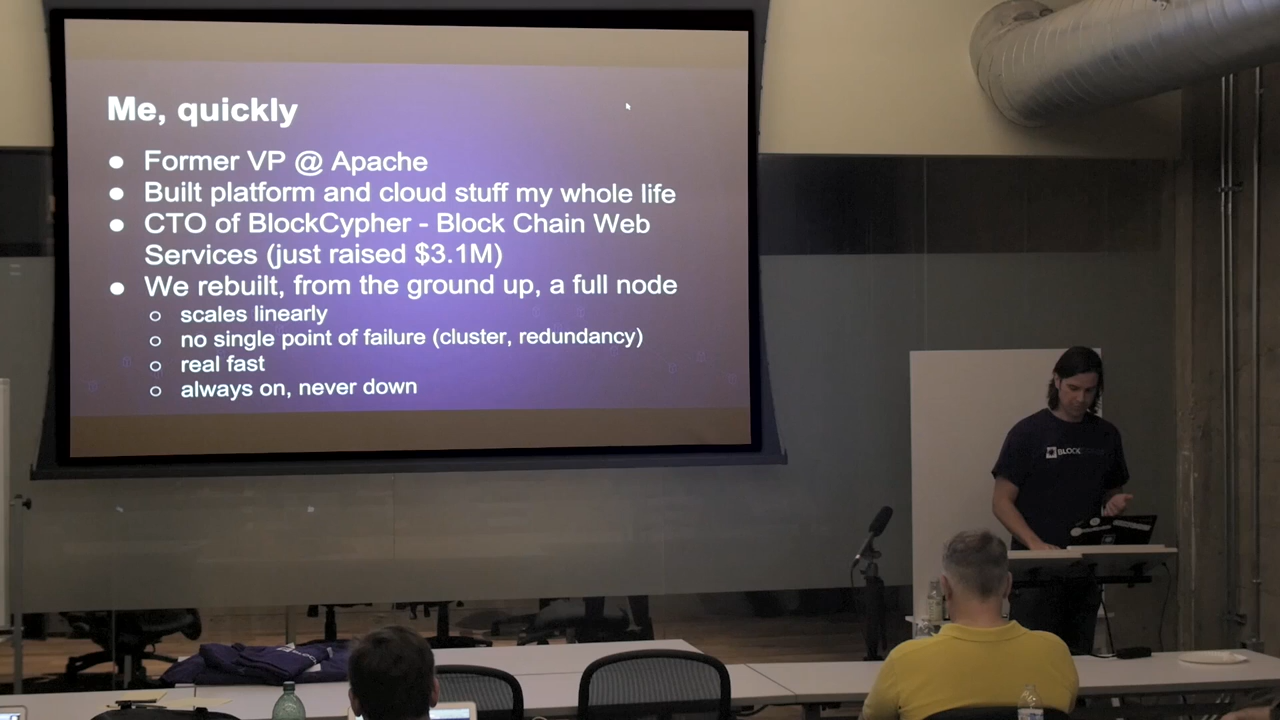 Me, quickly
● Former VP @ Apache
● Built platform and cloud stuff my whole life
● CTO of BlockCypher - Block Chain Web
Services (just raised $3.1M)
● We rebuilt, from the ground up, a full node
○ scales linearly
○ no single point of failure (cluster, redundancy)
○ real fast
○ always on, never down